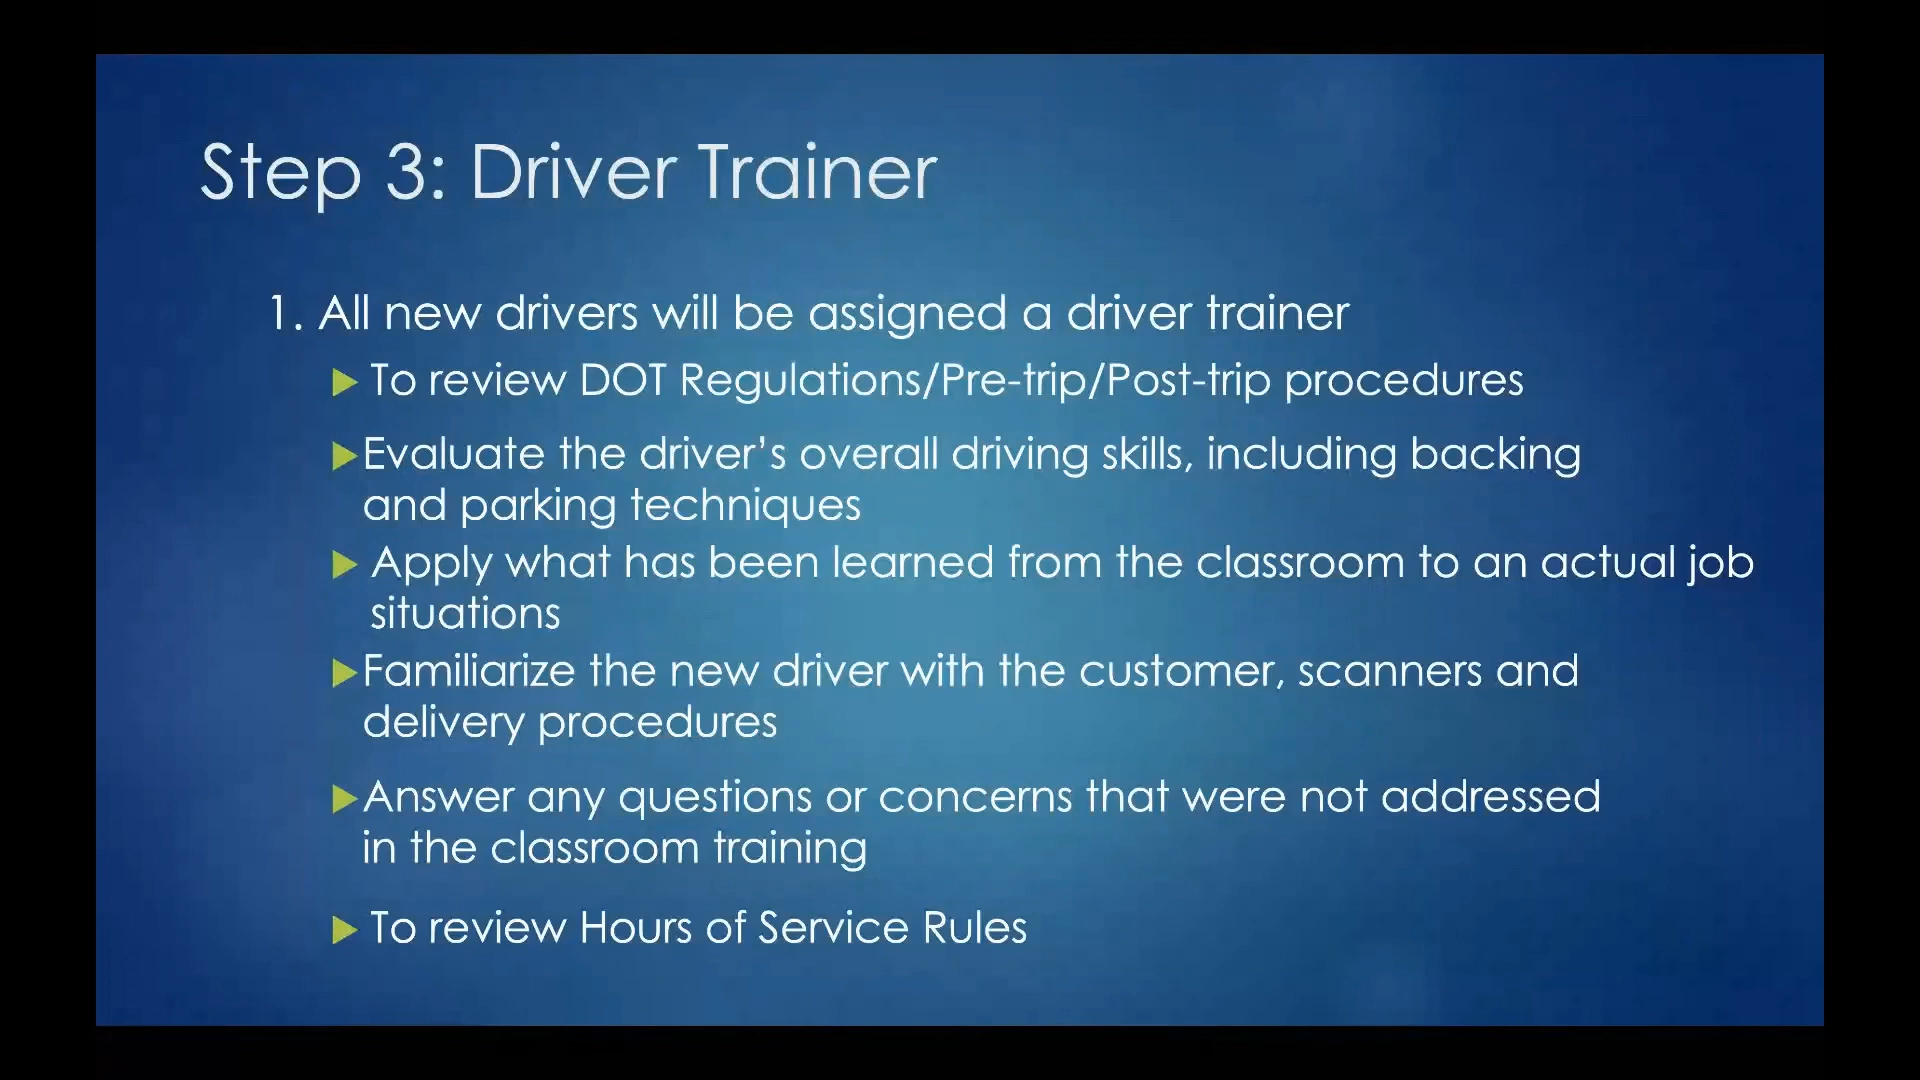 Step 3: Driver Trainer
1. All new drivers will be assigned a driver trainer
To review DOT Regulations/Pre-trip/Post-trip procedures
Evaluate the driver’s overall driving skills, including backing
and parking techniques
Apply what has been learned from the classroom to an actual job
situations
Familiarize the new driver with the customer, scanners and
delivery procedures
Answer any questions or concerns that were not addressed
in the classroom training
To review Hours of Service Rules